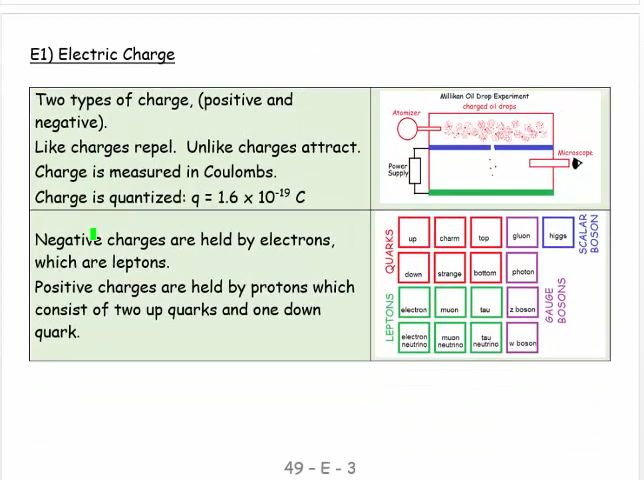 E1) Electric Charge
Two types of charge, (positive and
negative).
Like charges repel. Unlike charges attract.
Charge is measured in Coulombs.
Charge is quantized: q = 1.6 x 10⁻¹⁹ C
Millikan Oil Drop Experiment
charged oil drops
Atomizer
Microscope
Power
Supply
Negative charges are held by electrons,
which are leptons.
Positive charges are held by protons which
consist of two up quarks and one down
quark.
QUARKS
up charm top gluon higgs
SCALAR
BOSON
down strange bottom photon
LEPTONS
electron muon tau z boson
GAUGE
BOSONS
electron
neutrino
muon
neutrino
tau
neutrino
w boson
49 – E - 3